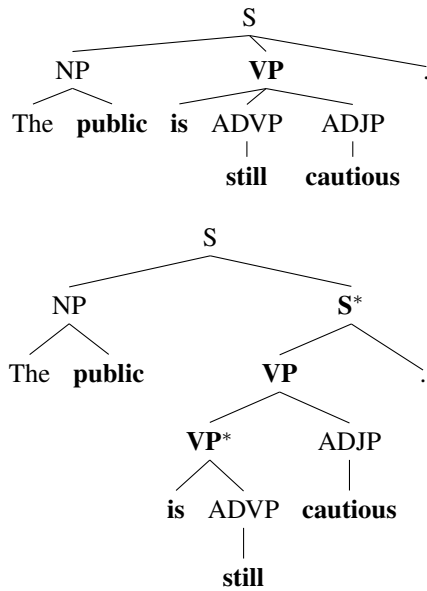 S
NP VP .
The public is ADVP ADJP
still cautious
S
NP S*
The public VP .
VP* ADJP
is ADVP cautious
still